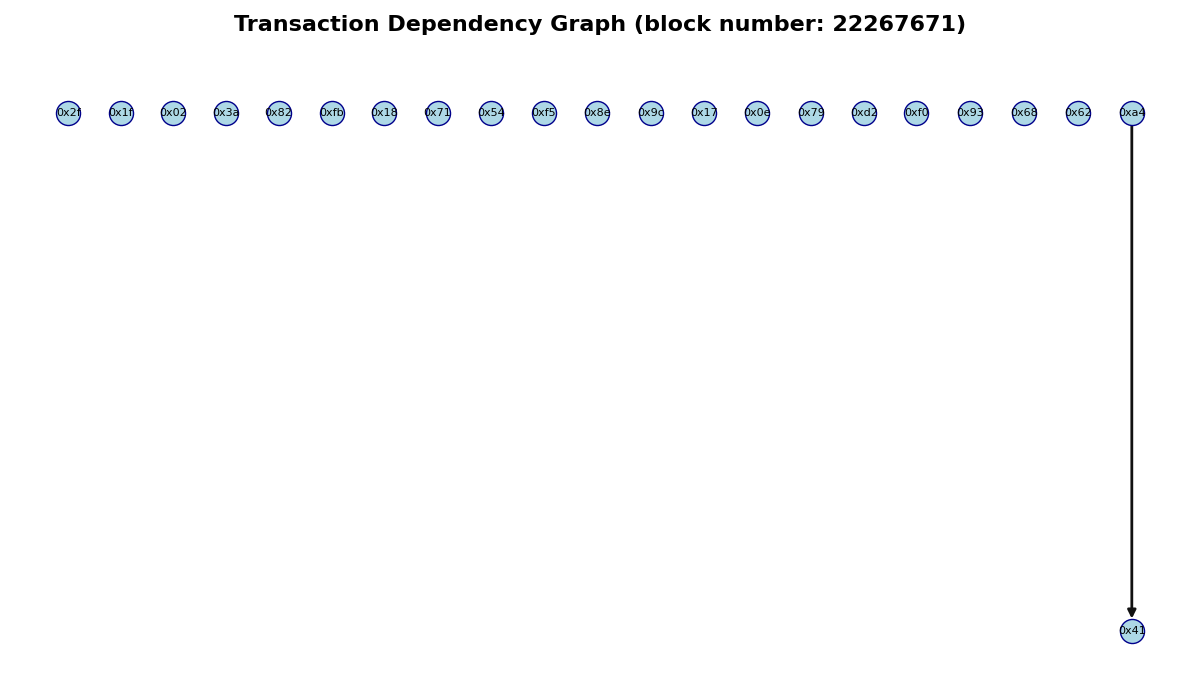 Transaction Dependency Graph (block number: 22267671)
0x2f 0x1f 0x02 0x3a 0x82 0xfb 0x18 0x71 0x54 0xf5 0x8e 0x9c 0x17 0x0e 0x79 0xd2 0xf0 0x93 0x68 0x62 0xa4
0x41